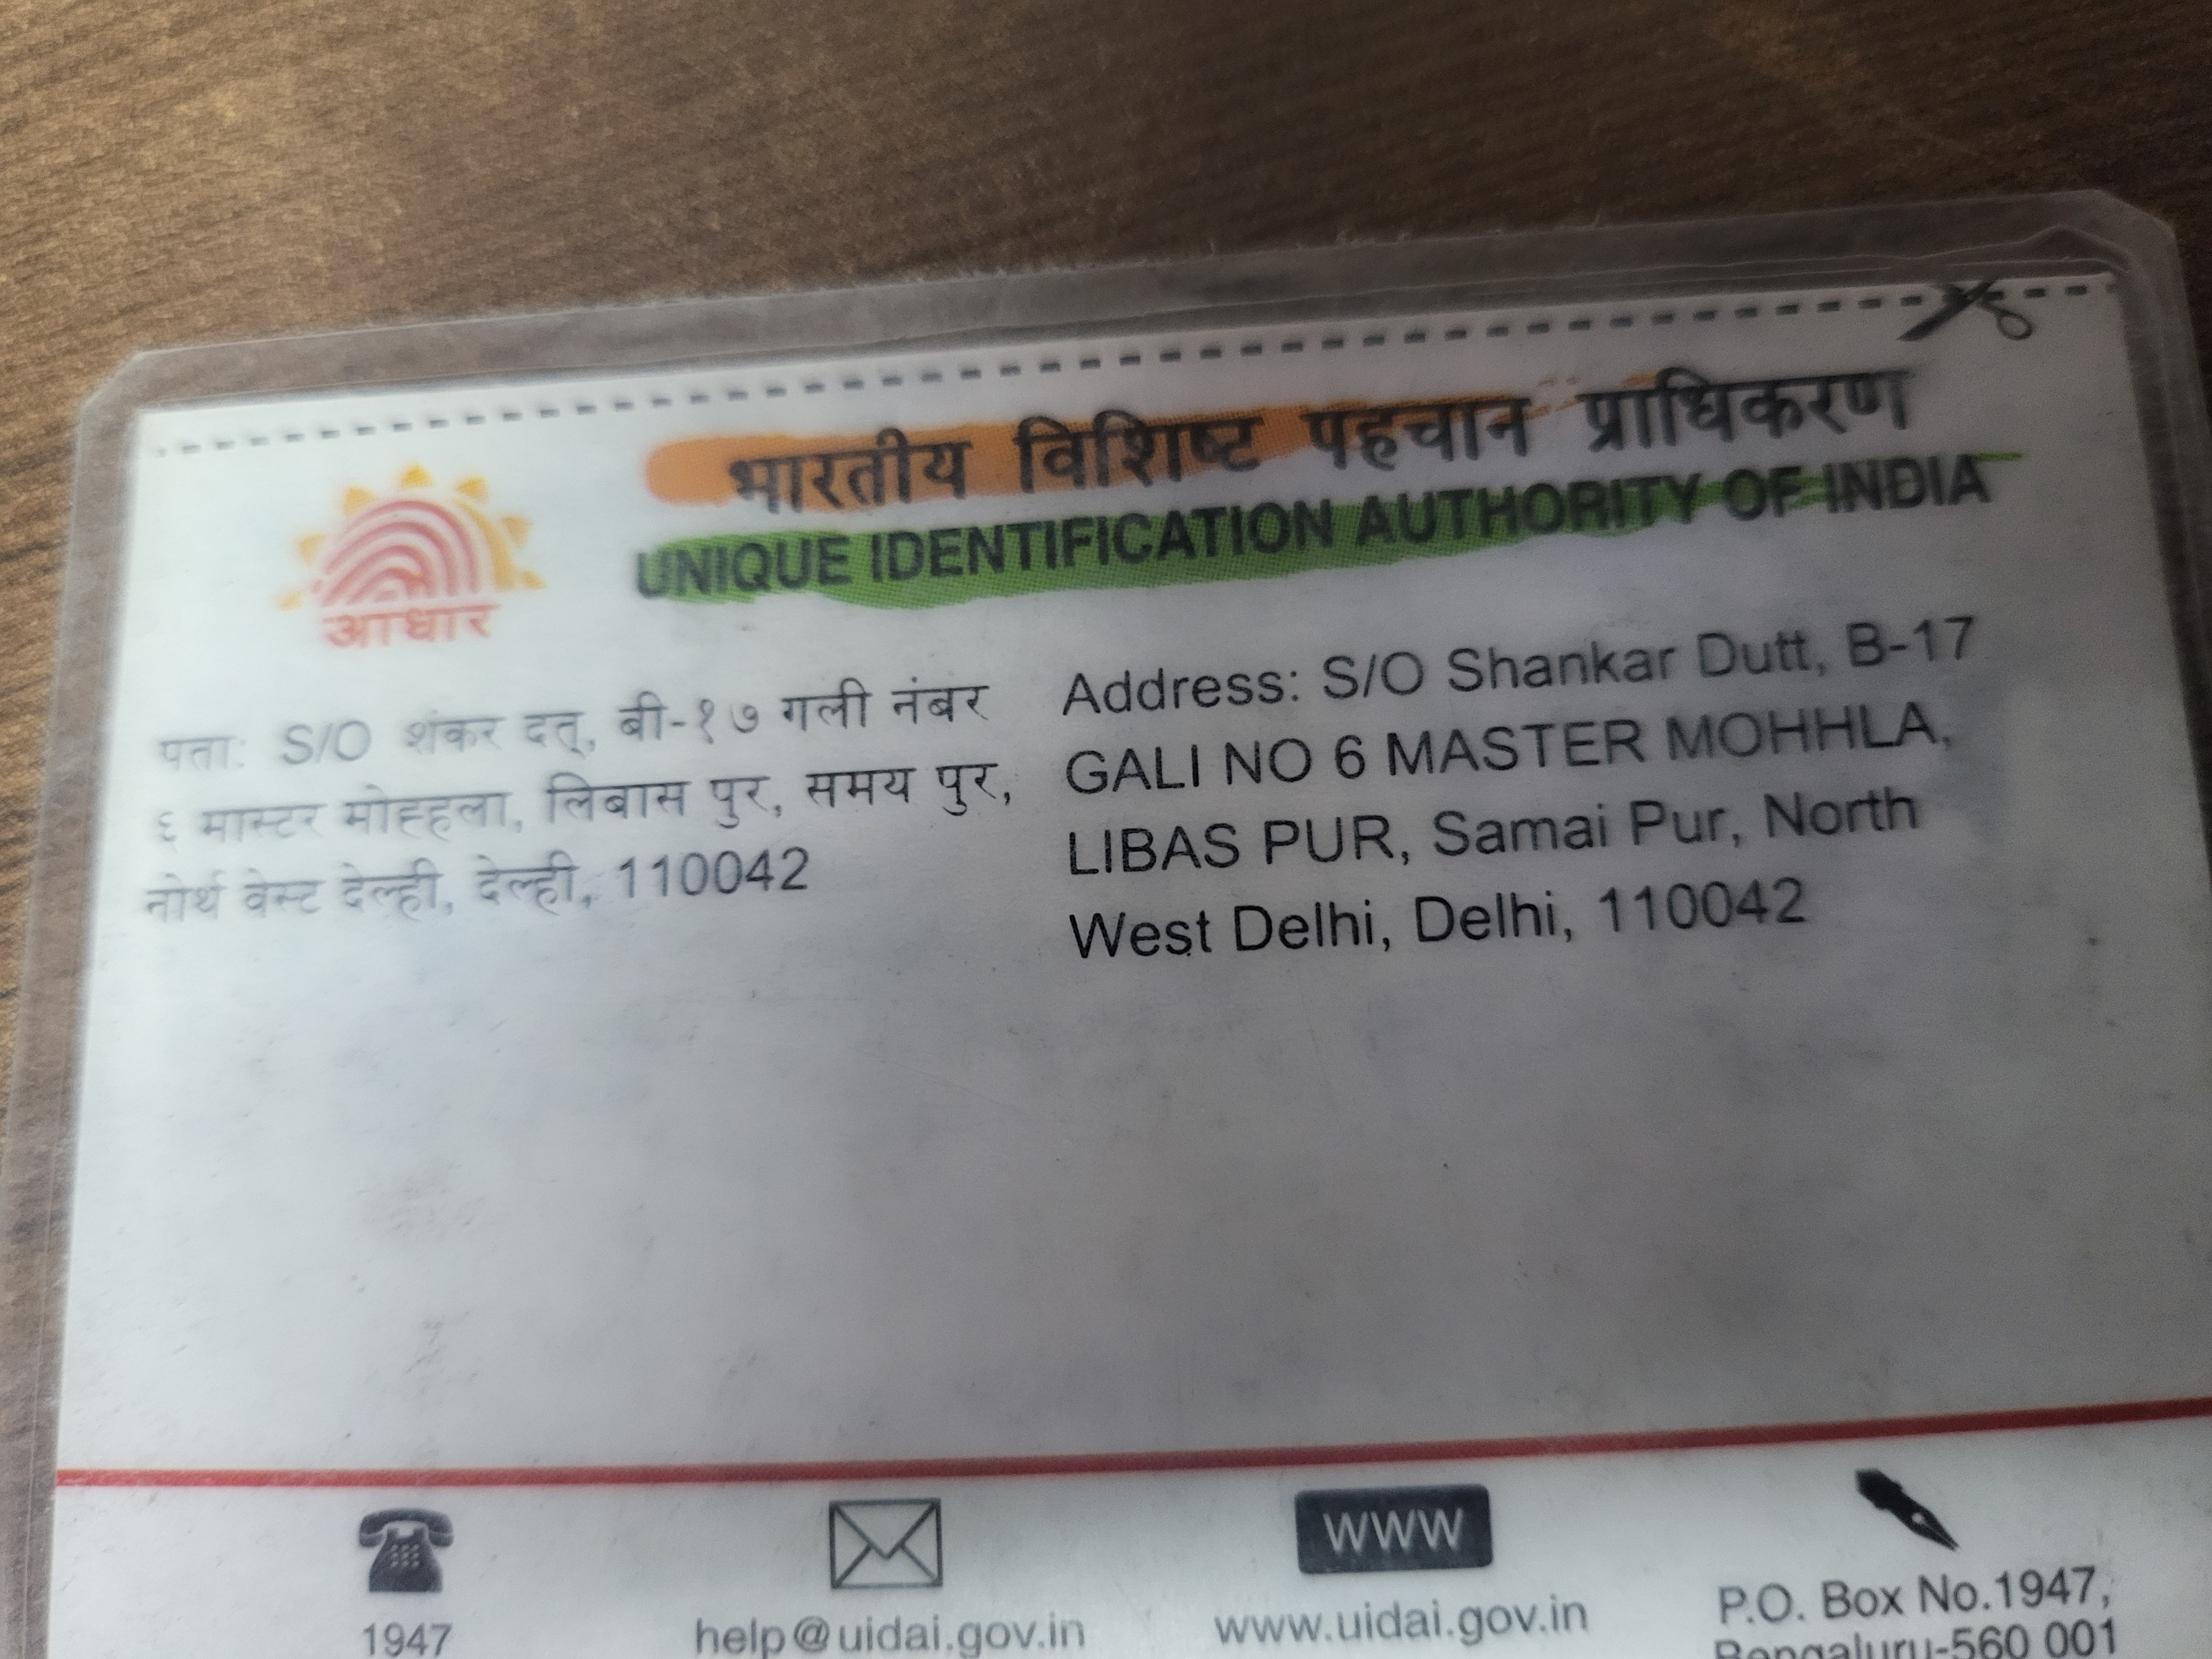 भारतीय विशिष्ट पहचान प्राधिकरण
UNIQUE IDENTIFICATION AUTHORITY OF INDIA
आधार
पता: S/O शंकर दत्, बी-१७ गली नंबर
६ मास्टर मोह्हला, लिबास पुर, समय पुर,
नोर्थ वेस्ट देल्ही, देल्ही, 110042
Address: S/O Shankar Dutt, B-17
GALI NO 6 MASTER MOHHLA,
LIBAS PUR, Samai Pur, North
West Delhi, Delhi, 110042
1947
help@uidai.gov.in
WWW
www.uidai.gov.in
P.O. Box No.1947,
Bengaluru-560 001